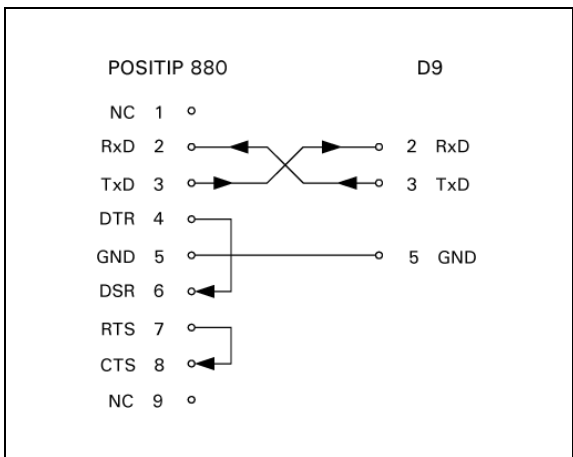 POSITIP 880 D9
NC 1
RxD 2 2 RxD
TxD 3 3 TxD
DTR 4
GND 5 5 GND
DSR 6
RTS 7
CTS 8
NC 9